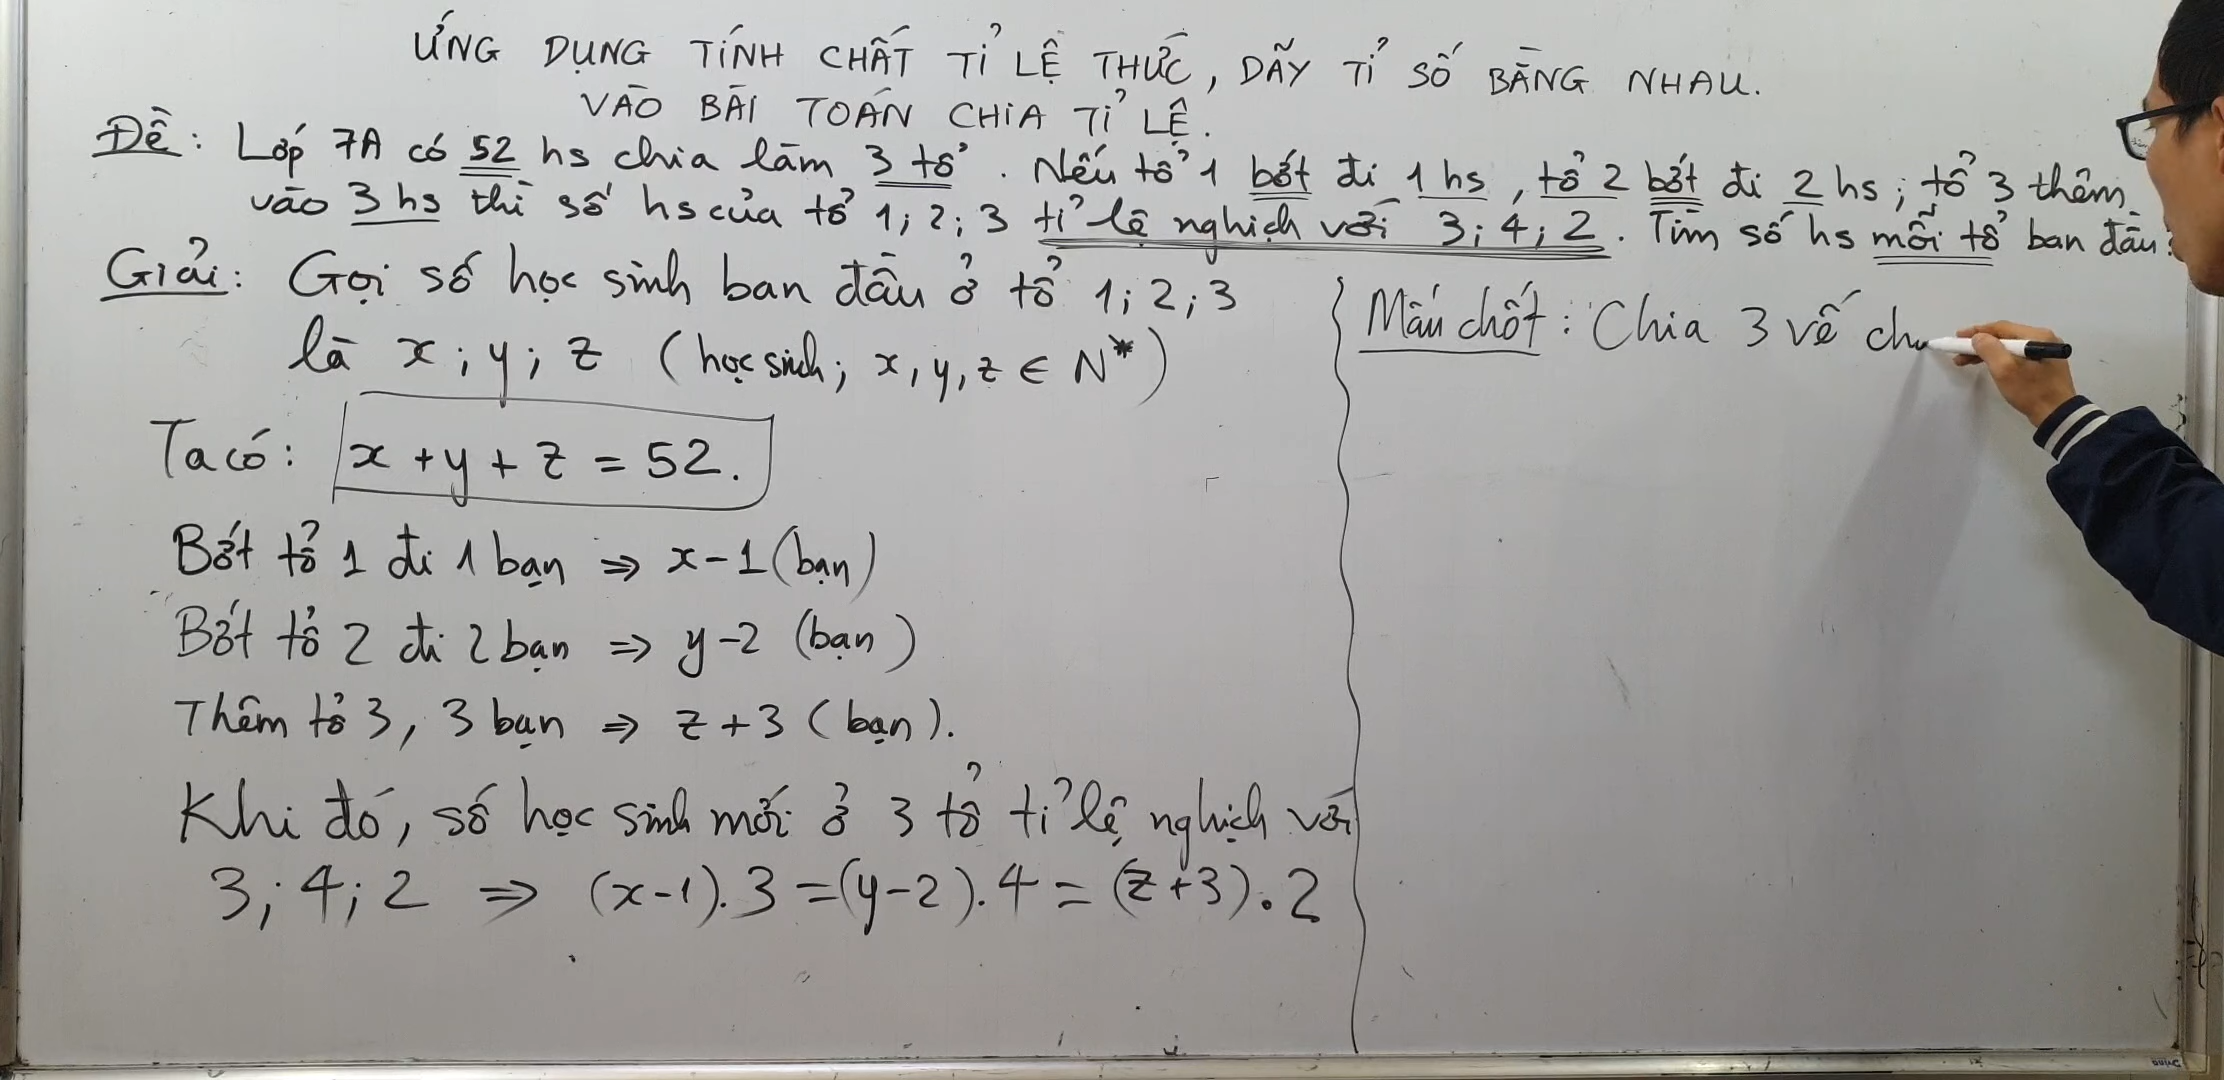 ỨNG DỤNG TÍNH CHẤT TỈ LỆ THỨC, DÃY TỈ SỐ BẰNG NHAU.
VÀO BÀI TOÁN CHIA TỈ LỆ.
Đề: Lớp 7A có 52 hs chia làm 3 tổ. Nếu tổ 1 bớt đi 1 hs, tổ 2 bớt đi 2 hs; tổ 3 thêm
vào 3 hs thì số hs của tổ 1; 2; 3 tỉ lệ nghịch với 3; 4; 2. Tìm số hs mỗi tổ ban đầu?
Giải: Gọi số học sinh ban đầu ở tổ 1; 2; 3
là x; y; z (học sinh; x, y, z ∈ N*)
Ta có: x + y + z = 52.
Bớt tổ 1 đi 1 bạn ⇒ x - 1 (bạn)
Bớt tổ 2 đi 2 bạn ⇒ y - 2 (bạn)
Thêm tổ 3, 3 bạn ⇒ z + 3 (bạn).
Khi đó, số học sinh mới ở 3 tổ tỉ lệ nghịch với
3; 4; 2 ⇒ (x-1).3 = (y-2).4 = (z+3).2
Mấu chốt: Chia 3 vế